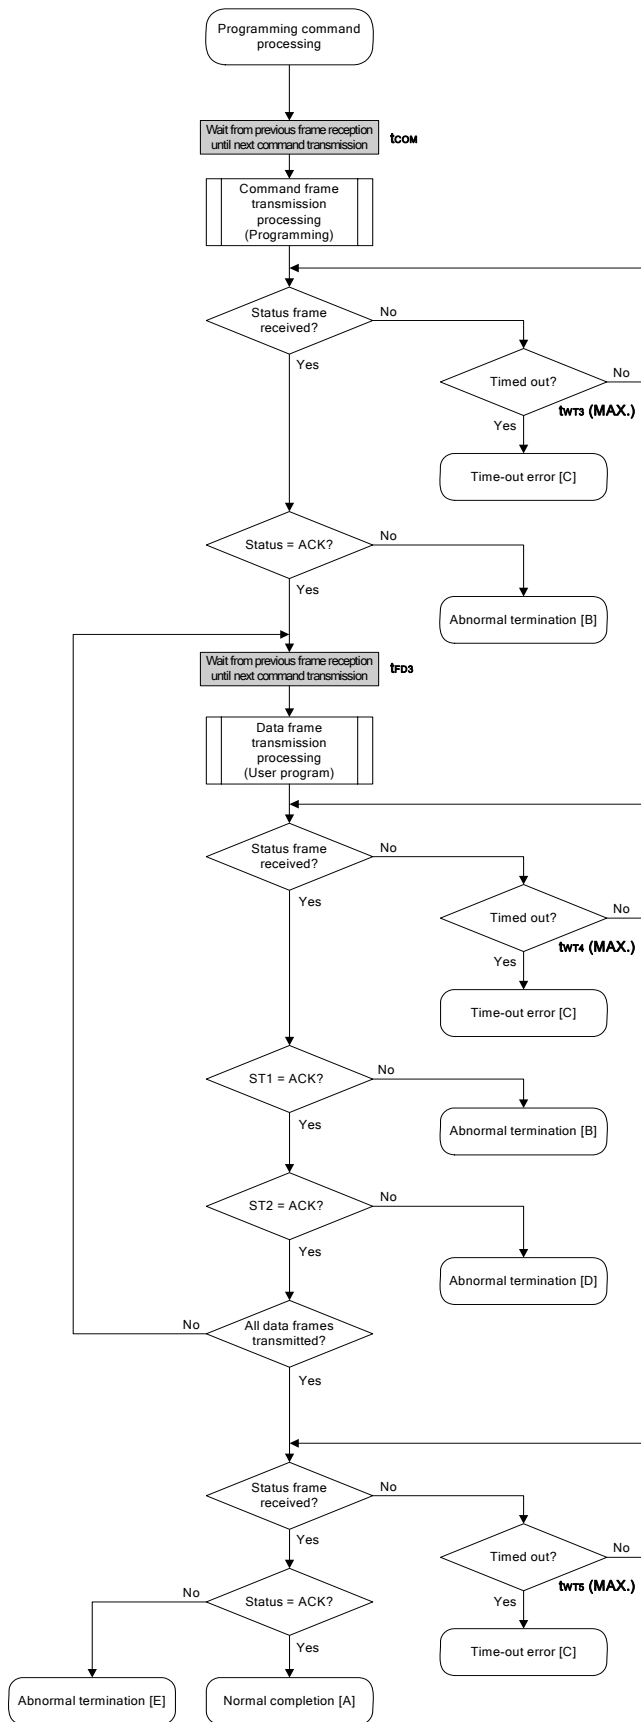 Programming command
processing
Wait from previous frame reception
until next command transmission
tCOM
Command frame
transmission
processing
(Programming)
Status frame
received?
No
Yes
Timed out?
No
tWT3 (MAX.)
Yes
Time-out error [C]
Status = ACK?
No
Yes
Abnormal termination [B]
Wait from previous frame reception
until next command transmission
tFD3
Data frame
transmission
processing
(User program)
Status frame
received?
No
Yes
Timed out?
No
tWT4 (MAX.)
Yes
Time-out error [C]
ST1 = ACK?
No
Yes
Abnormal termination [B]
ST2 = ACK?
No
Yes
Abnormal termination [D]
All data frames
transmitted?
No
Yes
Status frame
received?
No
Yes
Timed out?
No
tWT5 (MAX.)
Yes
Time-out error [C]
Status = ACK?
No
Yes
Abnormal termination [E]
Normal completion [A]